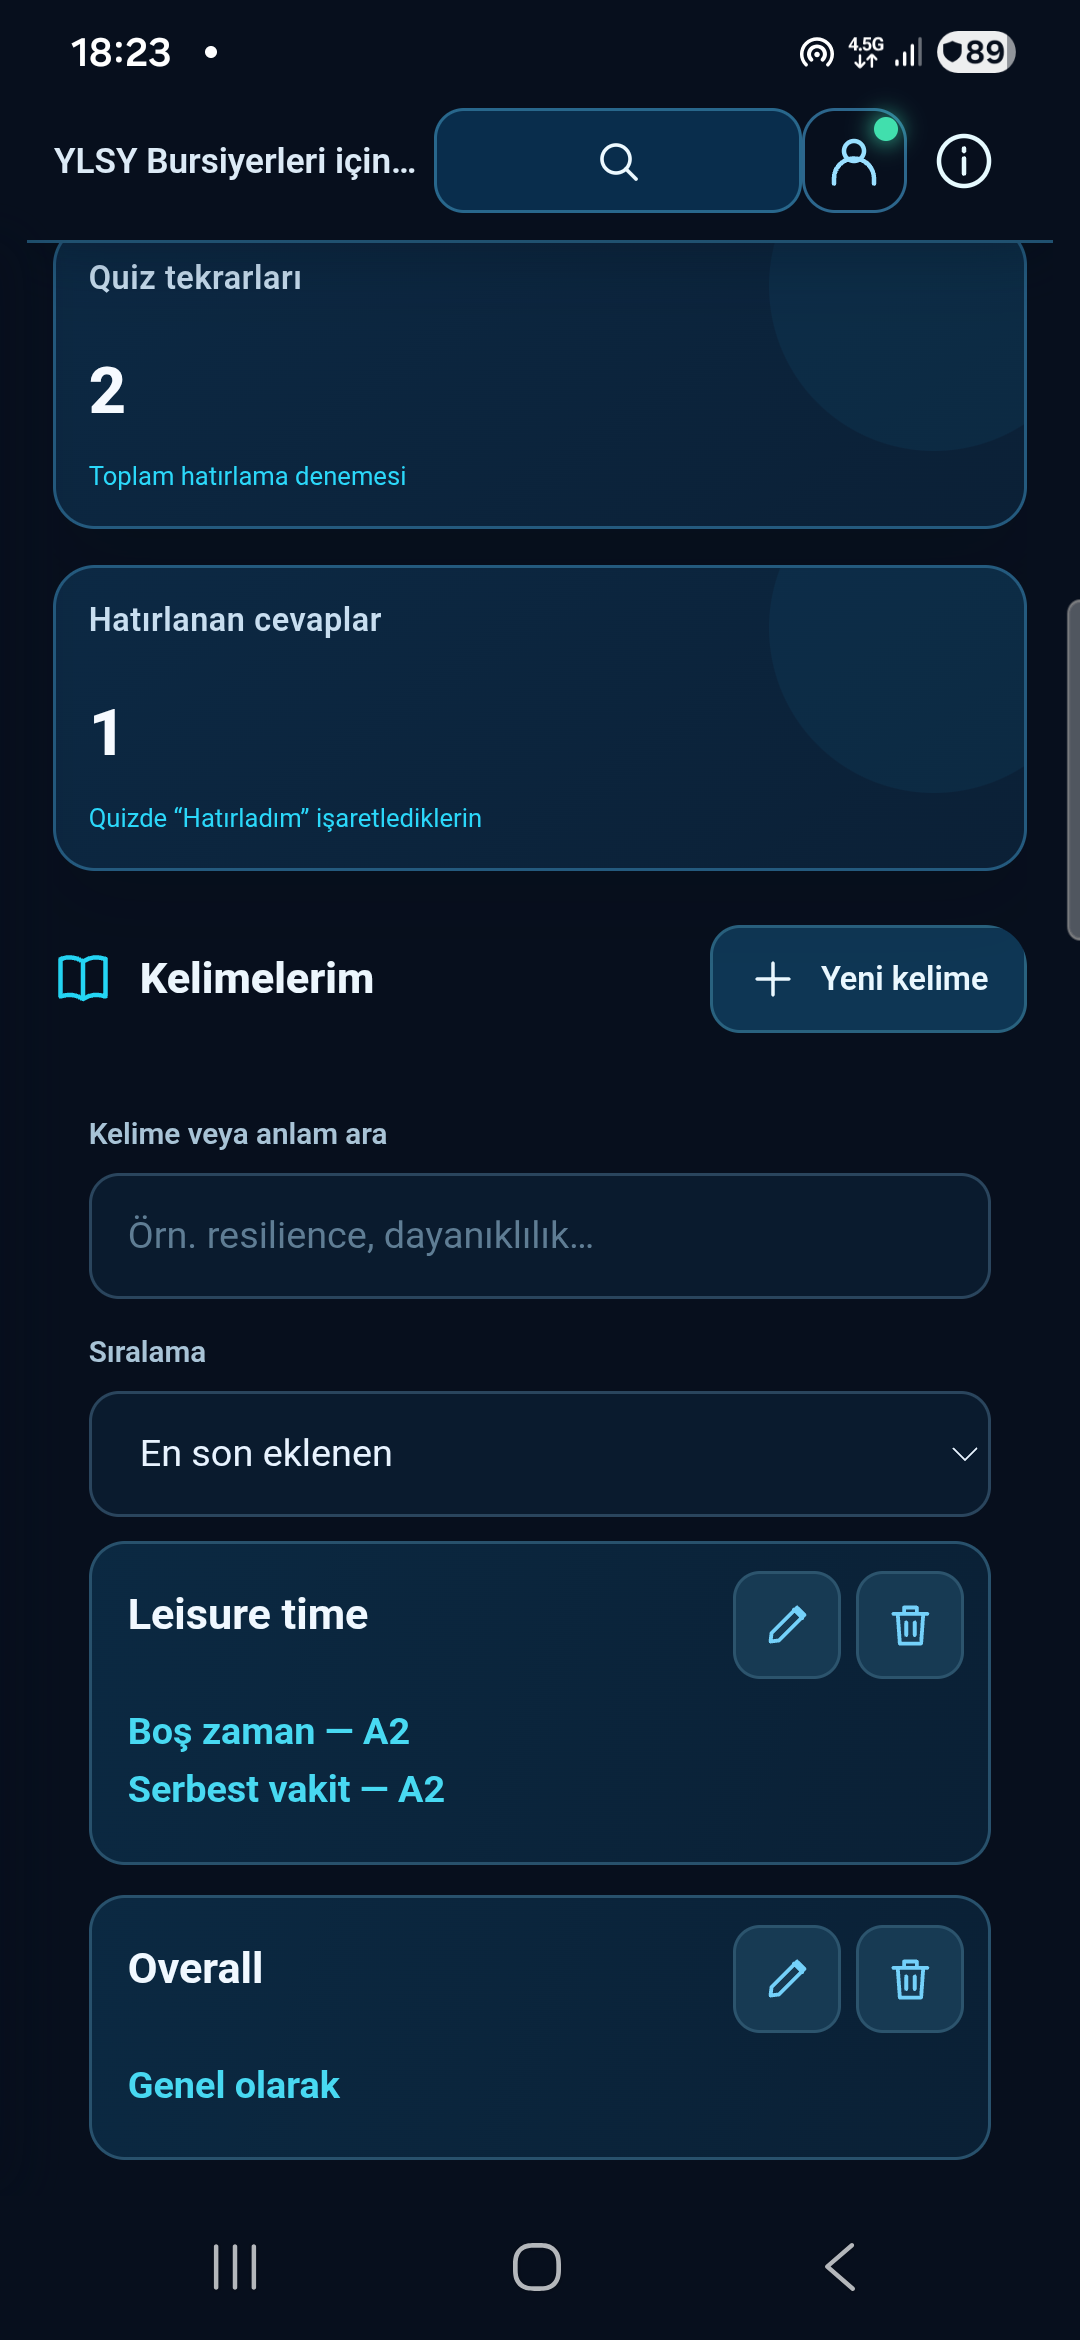 18:23
4.5G
89
YLSY Bursiyerleri için...
Quiz tekrarları
2
Toplam hatırlama denemesi
Hatırlanan cevaplar
1
Quizde “Hatırladım” işaretlediklerin
Kelimelerim
Yeni kelime
Kelime veya anlam ara
Örn. resilience, dayanıklılık...
Sıralama
En son eklenen
Leisure time
Boş zaman — A2
Serbest vakit — A2
Overall
Genel olarak